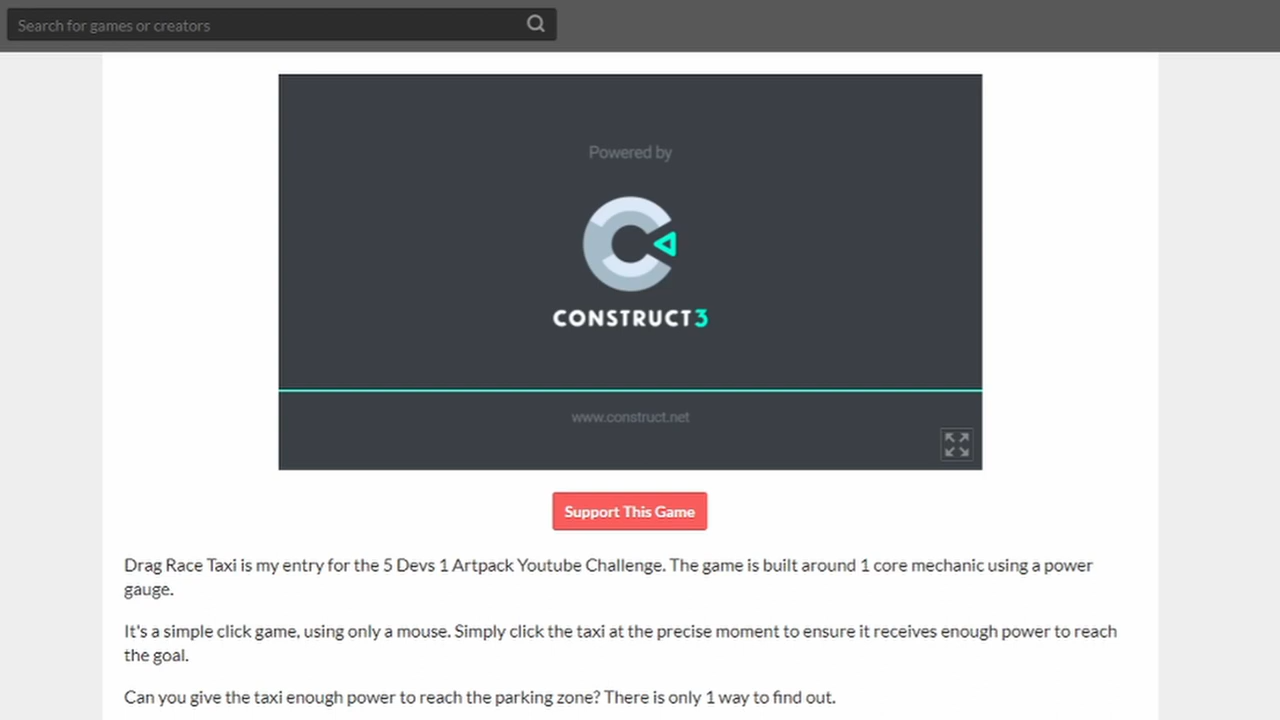 Search for games or creators
Powered by
CONSTRUCT3
www.construct.net
Support This Game
Drag Race Taxi is my entry for the 5 Devs 1 Artpack Youtube Challenge. The game is built around 1 core mechanic using a power
gauge.
It's a simple click game, using only a mouse. Simply click the taxi at the precise moment to ensure it receives enough power to reach
the goal.
Can you give the taxi enough power to reach the parking zone? There is only 1 way to find out.